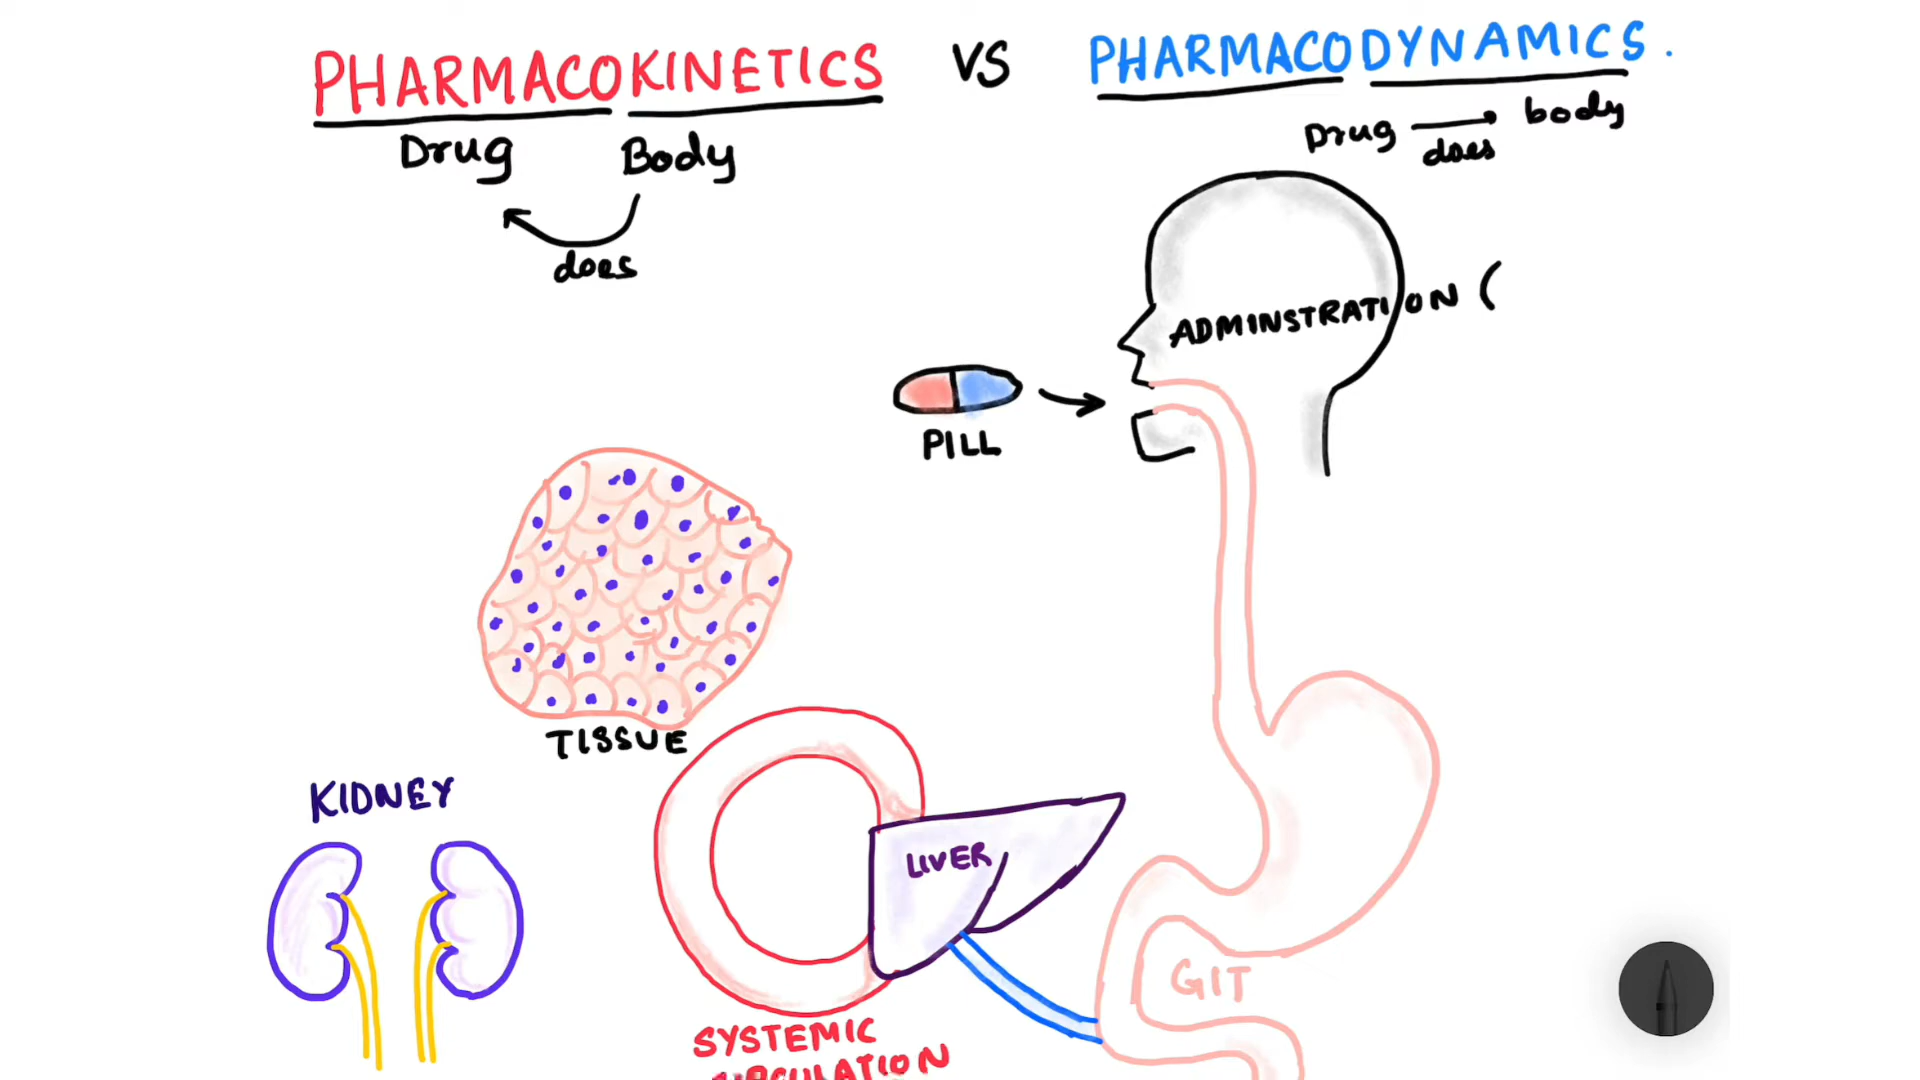 PHARMACOKINETICS VS PHARMACODYNAMICS.
Drug Body
does
Drug does body
ADMINSTRATION (
PILL
TISSUE
KIDNEY
LIVER
GIT
SYSTEMIC